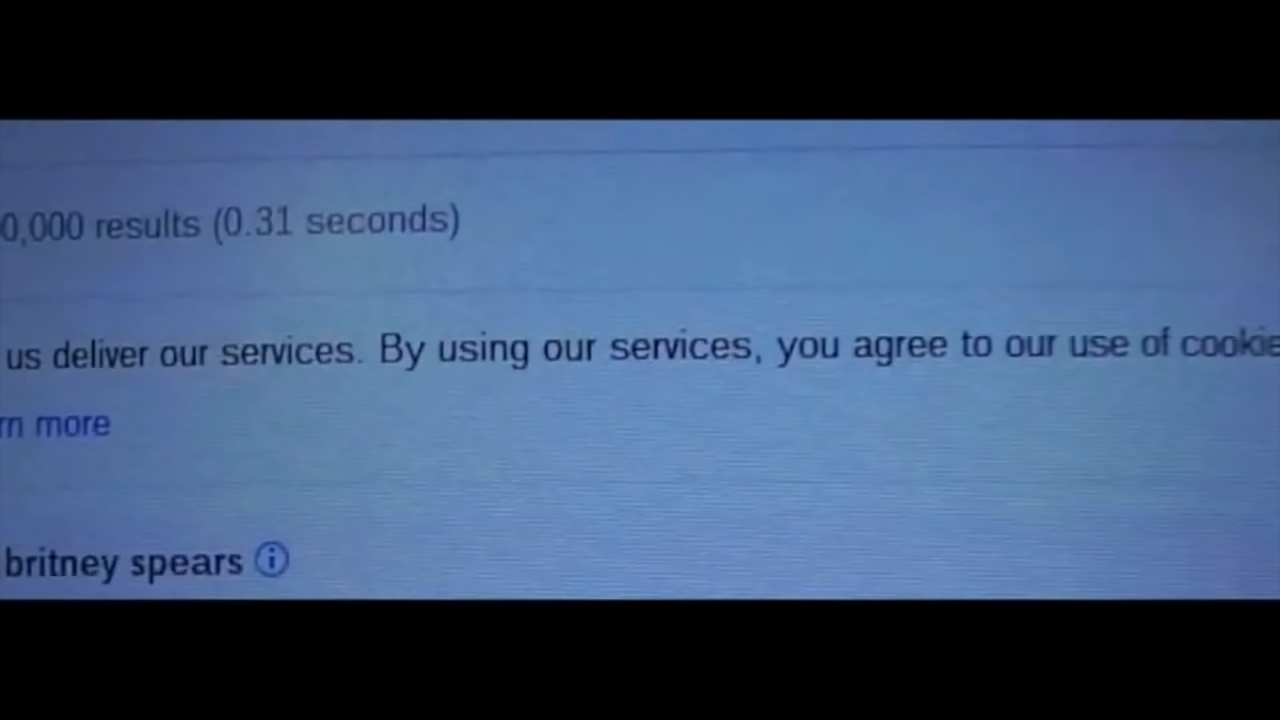 0,000 results (0.31 seconds)
us deliver our services. By using our services, you agree to our use of cookie
rn more
britney spears